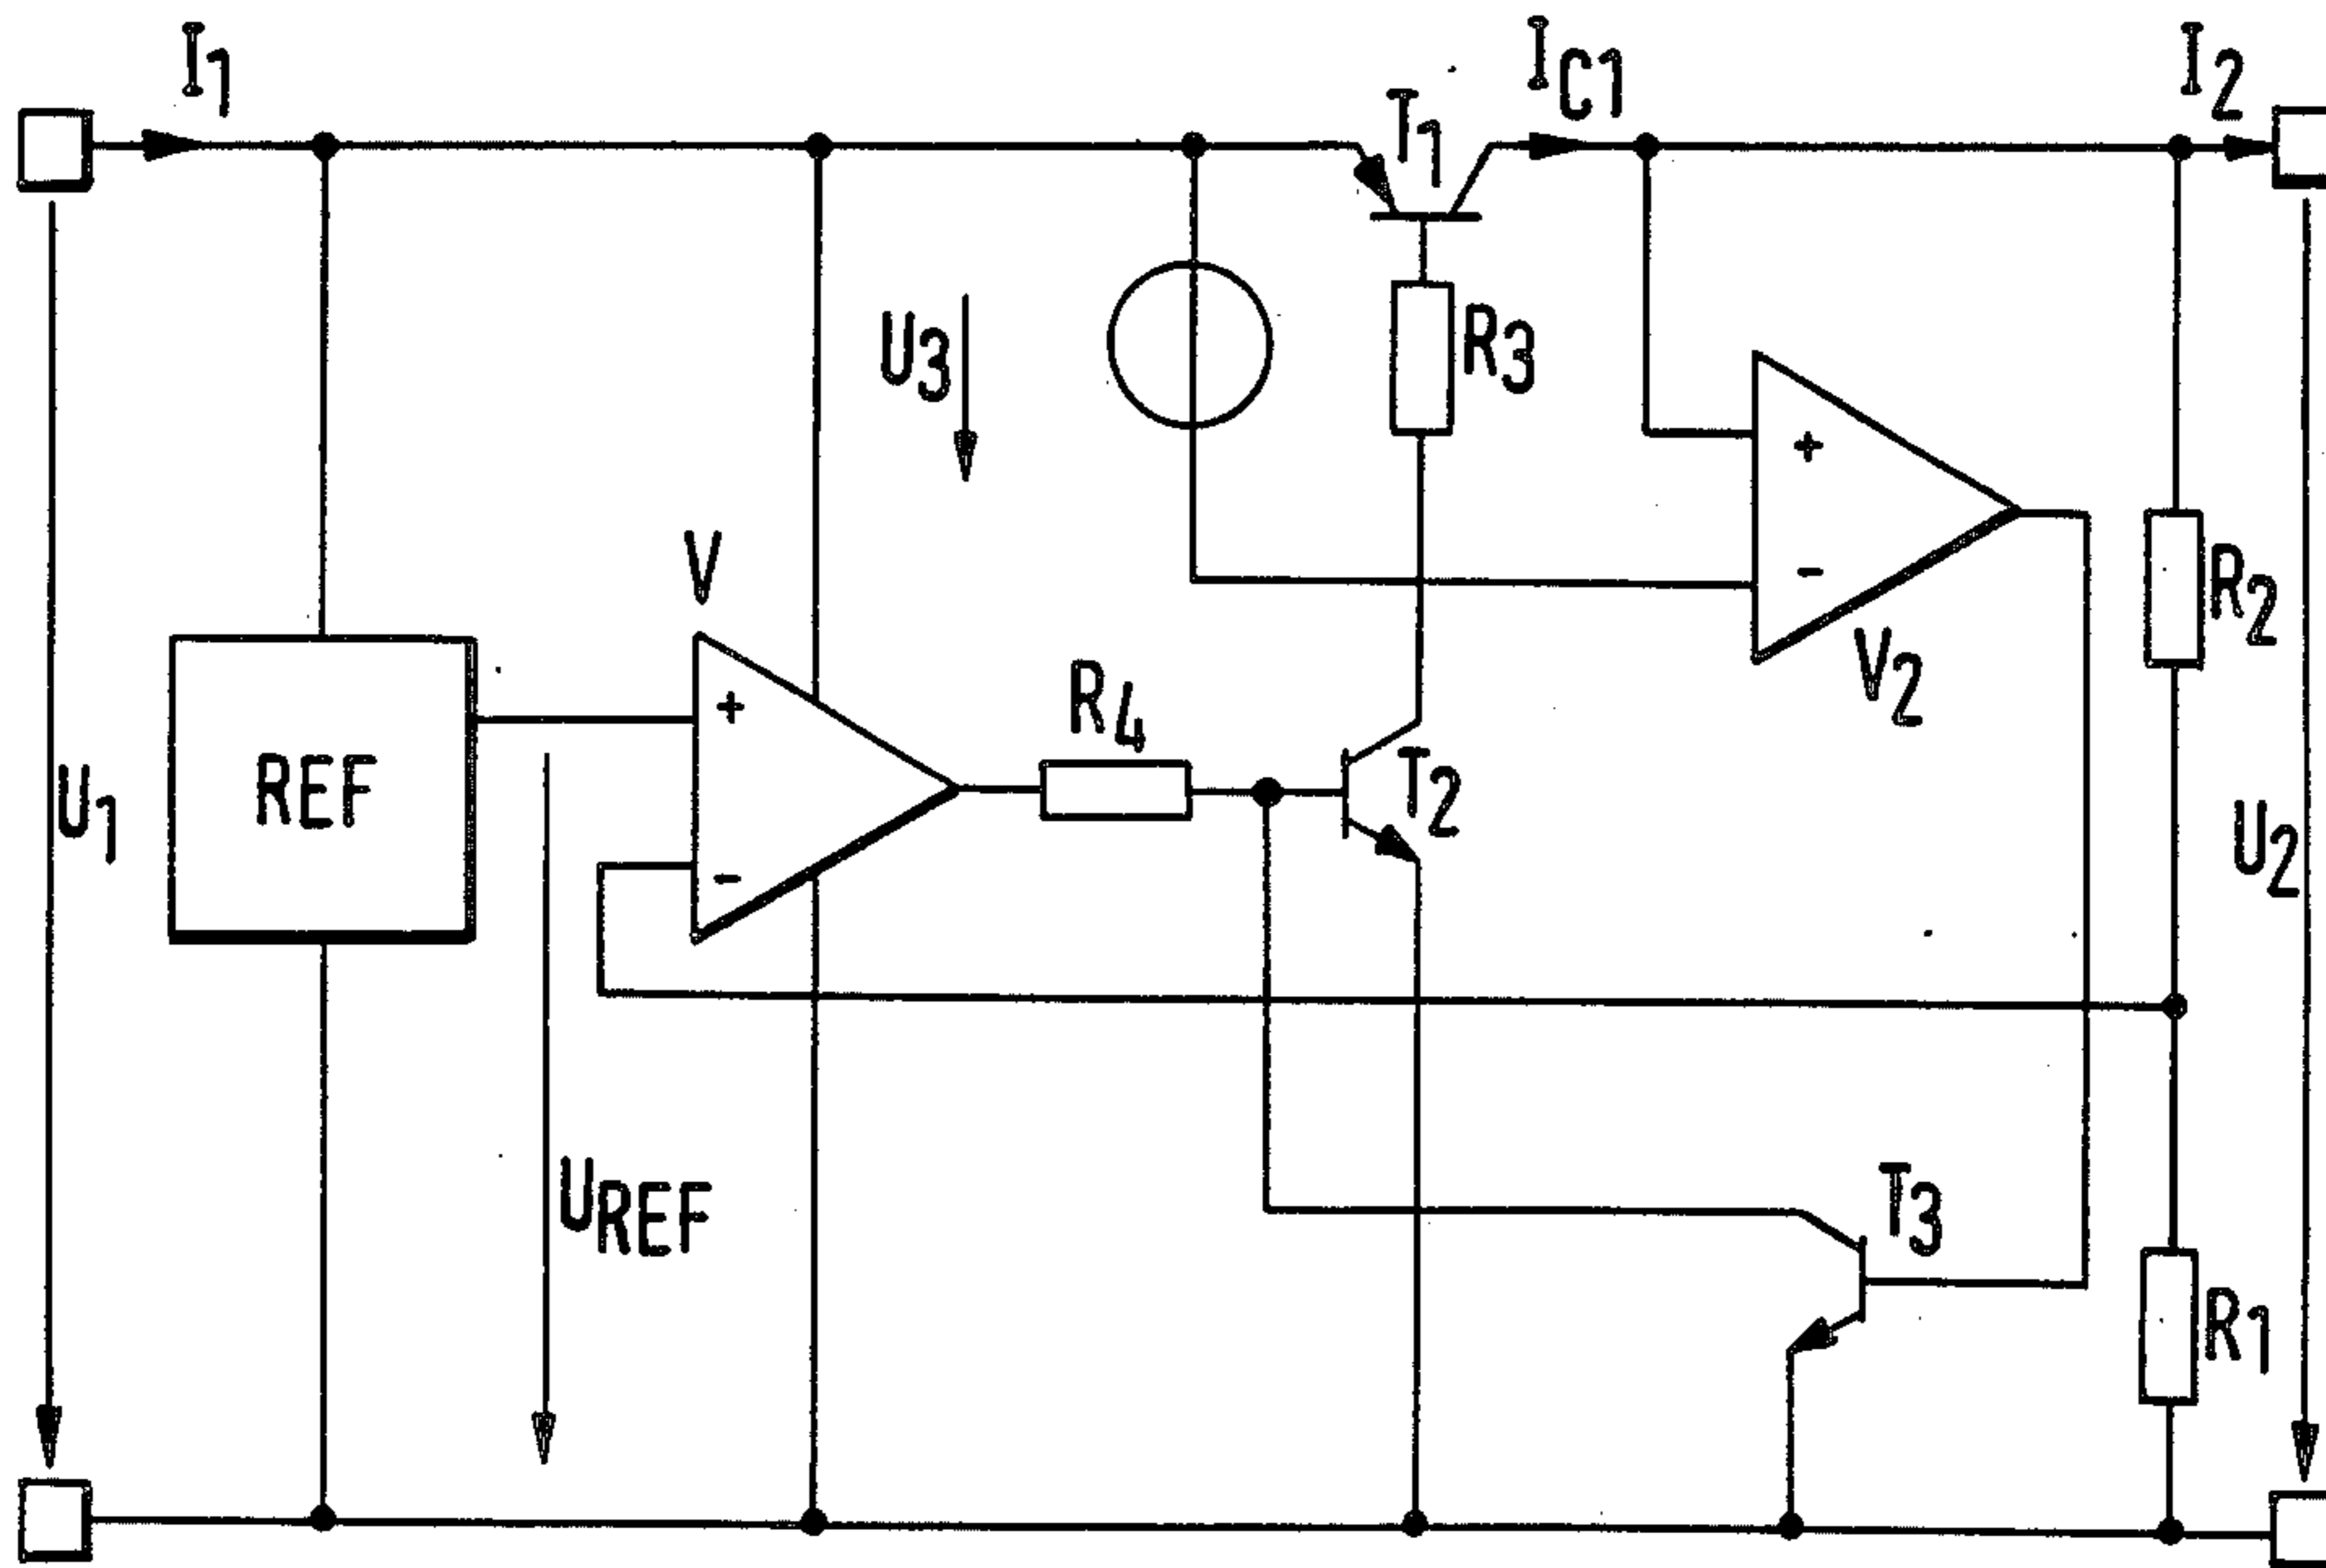 I1
T1
IC1
I2
U3
R3
V
+
-
R2
V2
+
-
R4
T2
REF
U1
U2
UREF
T3
R1